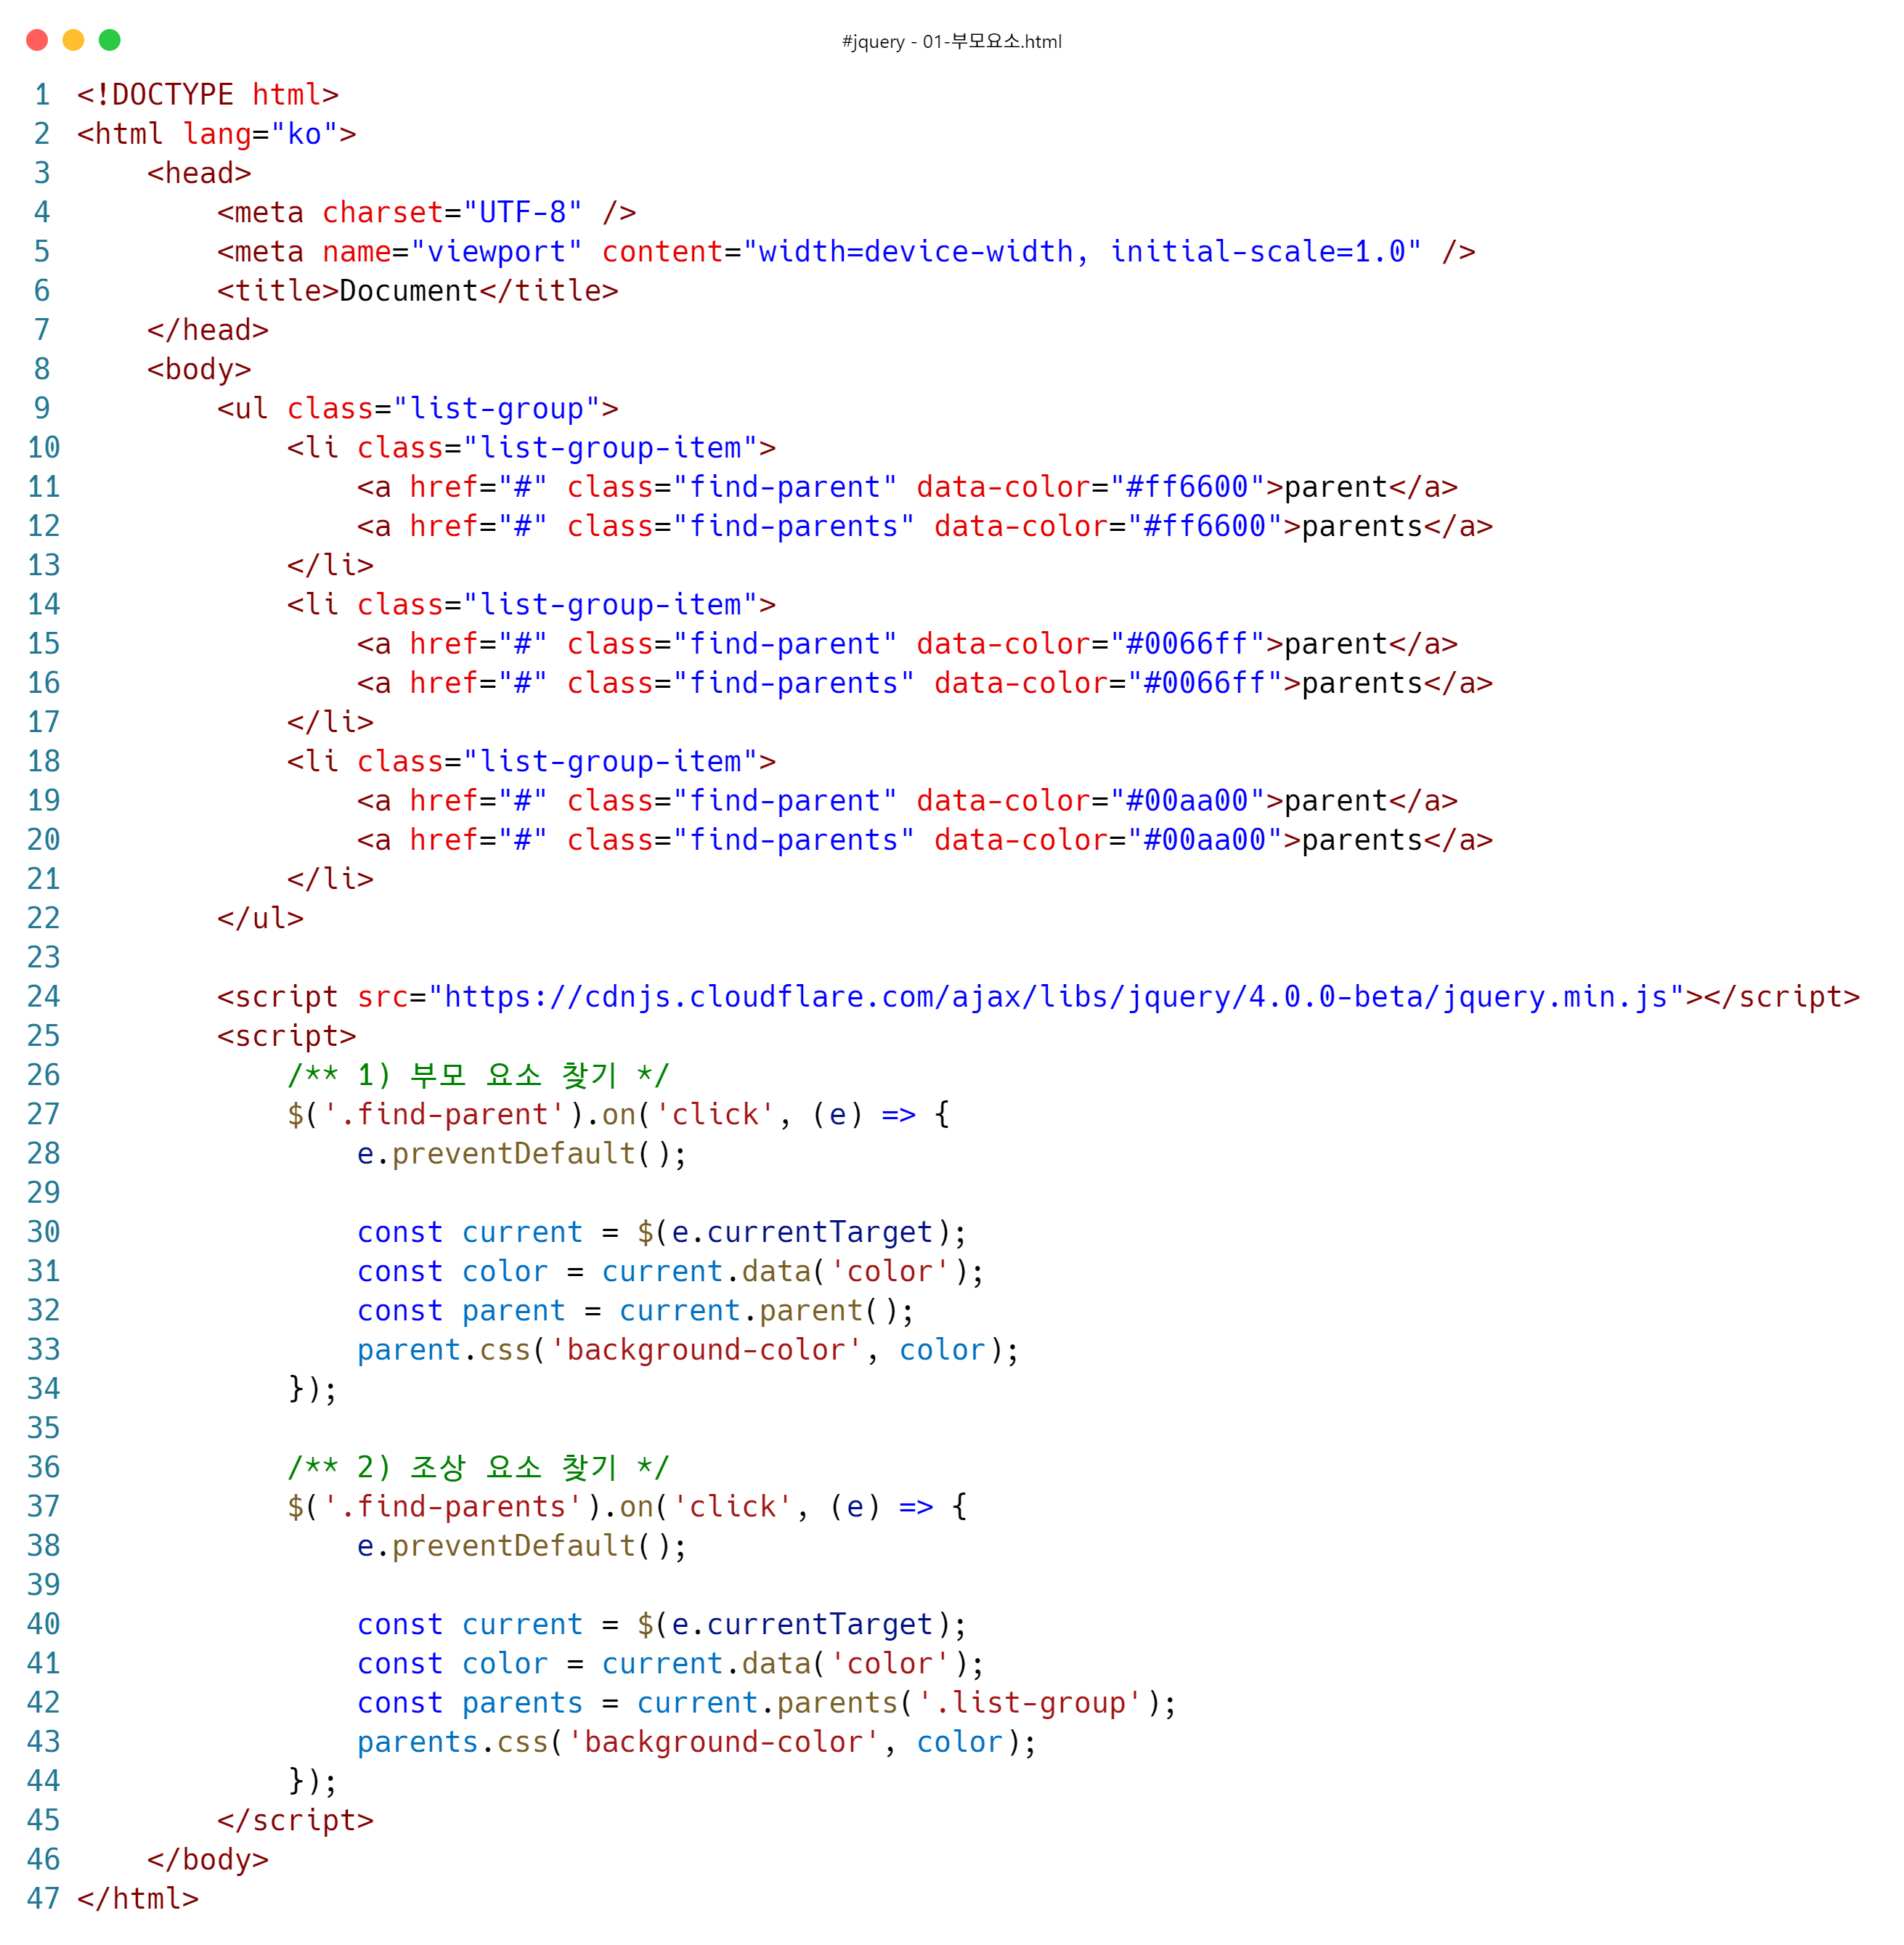 #jquery - 01-부모요소.html
1 <!DOCTYPE html>
2 <html lang="ko">
3     <head>
4         <meta charset="UTF-8" />
5         <meta name="viewport" content="width=device-width, initial-scale=1.0" />
6         <title>Document</title>
7     </head>
8     <body>
9         <ul class="list-group">
10             <li class="list-group-item">
11                 <a href="#" class="find-parent" data-color="#ff6600">parent</a>
12                 <a href="#" class="find-parents" data-color="#ff6600">parents</a>
13             </li>
14             <li class="list-group-item">
15                 <a href="#" class="find-parent" data-color="#0066ff">parent</a>
16                 <a href="#" class="find-parents" data-color="#0066ff">parents</a>
17             </li>
18             <li class="list-group-item">
19                 <a href="#" class="find-parent" data-color="#00aa00">parent</a>
20                 <a href="#" class="find-parents" data-color="#00aa00">parents</a>
21             </li>
22         </ul>
23
24         <script src="https://cdnjs.cloudflare.com/ajax/libs/jquery/4.0.0-beta/jquery.min.js"></script>
25         <script>
26             /** 1) 부모 요소 찾기 */
27             $('.find-parent').on('click', (e) => {
28                 e.preventDefault();
29
30                 const current = $(e.currentTarget);
31                 const color = current.data('color');
32                 const parent = current.parent();
33                 parent.css('background-color', color);
34             });
35
36             /** 2) 조상 요소 찾기 */
37             $('.find-parents').on('click', (e) => {
38                 e.preventDefault();
39
40                 const current = $(e.currentTarget);
41                 const color = current.data('color');
42                 const parents = current.parents('.list-group');
43                 parents.css('background-color', color);
44             });
45         </script>
46     </body>
47 </html>